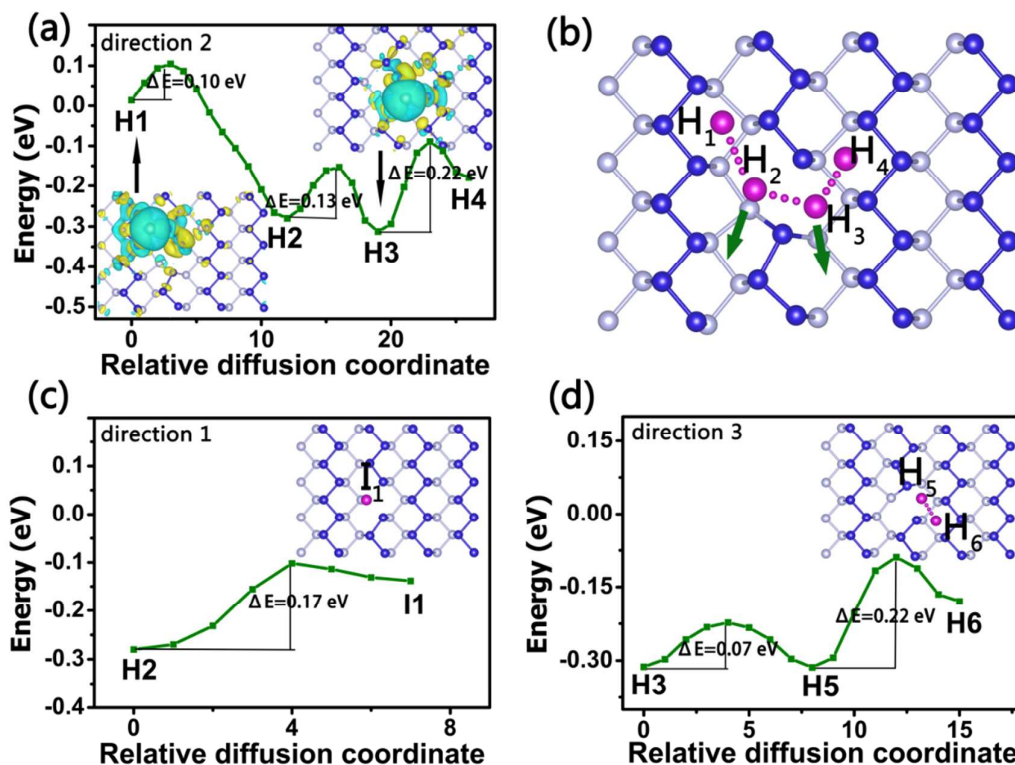 (a)
direction 2
0.1
0.0
-0.1
-0.2
-0.3
-0.4
-0.5
Energy (eV)
ΔE=0.10 eV
H1
ΔE=0.13 eV
H2
H3
ΔE=0.22 eV
H4
0 10 20
Relative diffusion coordinate
(b)
H1
H2
H3
H4
(c)
direction 1
0.1
0.0
-0.1
-0.2
-0.3
-0.4
Energy (eV)
I1
ΔE=0.17 eV
H2
I1
0 4 8
Relative diffusion coordinate
(d)
direction 3
0.15
0.00
-0.15
-0.30
Energy (eV)
H5
H6
ΔE=0.07 eV
ΔE=0.22 eV
H3
H5
H6
0 5 10 15
Relative diffusion coordinate